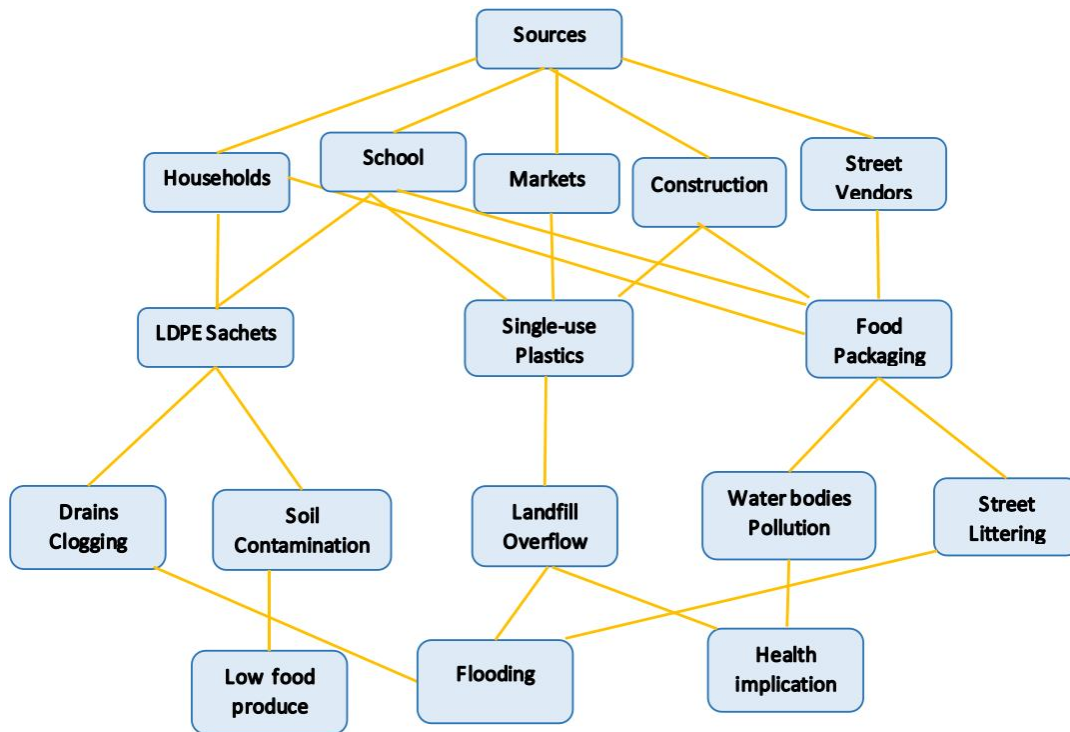 Sources
Households
School
Markets
Construction
Street
Vendors
LDPE Sachets
Single-use
Plastics
Food
Packaging
Drains
Clogging
Soil
Contamination
Landfill
Overflow
Water bodies
Pollution
Street
Littering
Low food
produce
Flooding
Health
implication